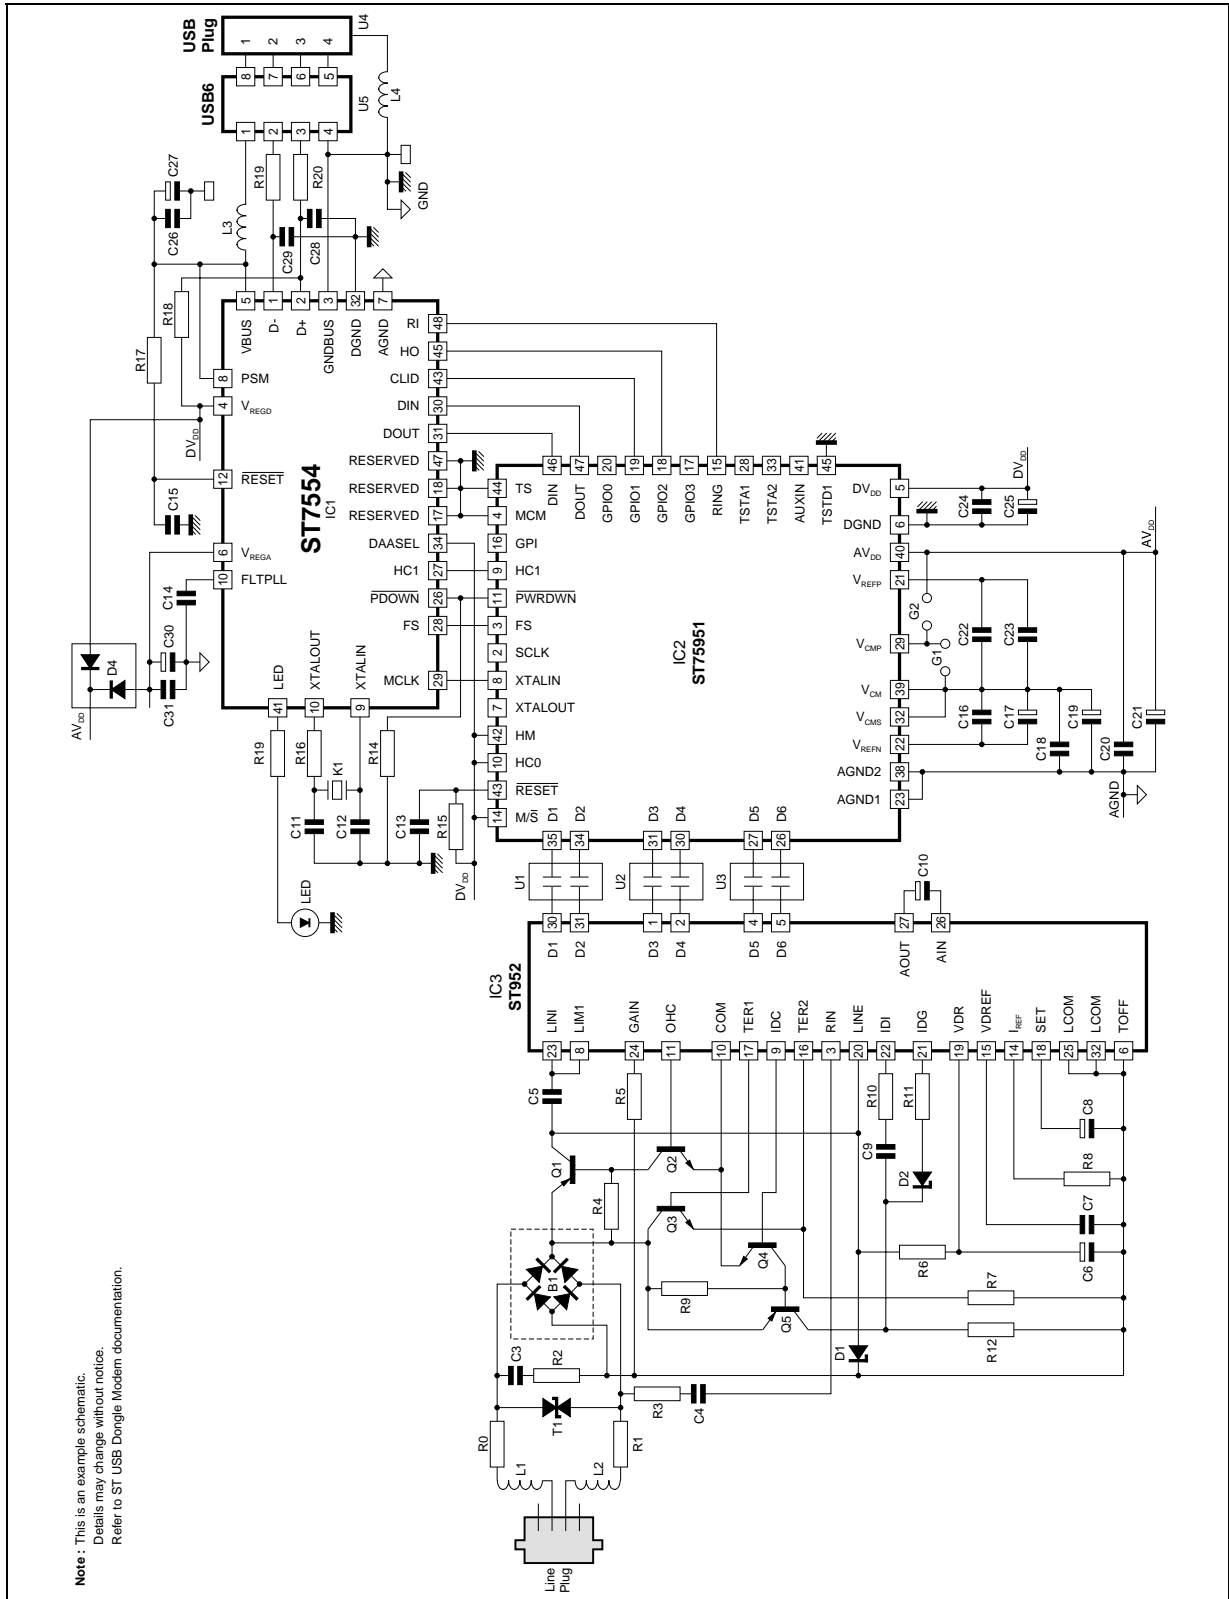 Note : This is an example schematic.
Details may change without notice.
Refer to ST USB Dongle Modem documentation.
Line
Plug
L1
L2
R0
R1
T1
C3
R2
R3
C4
B1
Q1
R4
C5
R5
Q2
Q3
Q4
Q5
R9
D1
C9
R10
R11
D2
R6
R7
R12
C6
C7
R8
C8
IC3
ST952
LINI
23
LIM1
8
GAIN
24
OHC
11
COM
10
TER1
17
IDC
9
TER2
16
RIN
3
LINE
20
IDI
22
IDG
21
VDR
19
VDREF
15
IREF
14
SET
18
LCOM
25
LCOM
32
TOFF
6
D1
30
D2
31
D3
1
D4
2
D5
4
D6
5
AOUT
27
AIN
26
C10
U1
U2
U3
35
D1
34
D2
31
D3
30
D4
27
D5
26
D6
IC2
ST75951
44
TS
4
MCM
16
GPI
9
HC1
11
PWRDWN
3
FS
2
SCLK
8
XTALIN
7
XTALOUT
42
HM
10
HC0
43
RESET
14
M/S
46
DIN
47
DOUT
20
GPIO0
19
GPIO1
18
GPIO2
17
GPIO3
15
RING
28
TSTA1
33
TSTA2
41
AUXIN
45
TSTD1
DVDD
5
DGND
6
AVDD
40
VREFP
21
VCMP
29
VCM
39
VCMS
32
VREFN
22
AGND2
38
AGND1
23
C24
C25
DVDD
AVDD
G2
G1
C22
C23
C16
C17
C18
C19
C20
C21
AGND
LED
R19
R16
K1
C11
C12
R14
C13
R15
DVDD
AVDD
D4
C31
C30
C14
C15
DVDD
R17
R18
ST7554
IC1
VBUS
5
D-
1
D+
2
GNDBUS
3
DGND
32
AGND
7
PSM
8
VREGD
4
RESET
12
VREGA
6
FLTPLL
10
LED
41
XTALOUT
10
XTALIN
9
RI
48
HO
45
CLID
43
DIN
30
DOUT
31
RESERVED
47
RESERVED
18
RESERVED
17
DAASEL
34
HC1
27
PDOWN
26
FS
28
MCLK
29
C26
C27
L3
R19
R20
C29
C28
GND
L4
USB6
U5
1
2
3
4
8
7
6
5
USB
Plug
U4
1
2
3
4